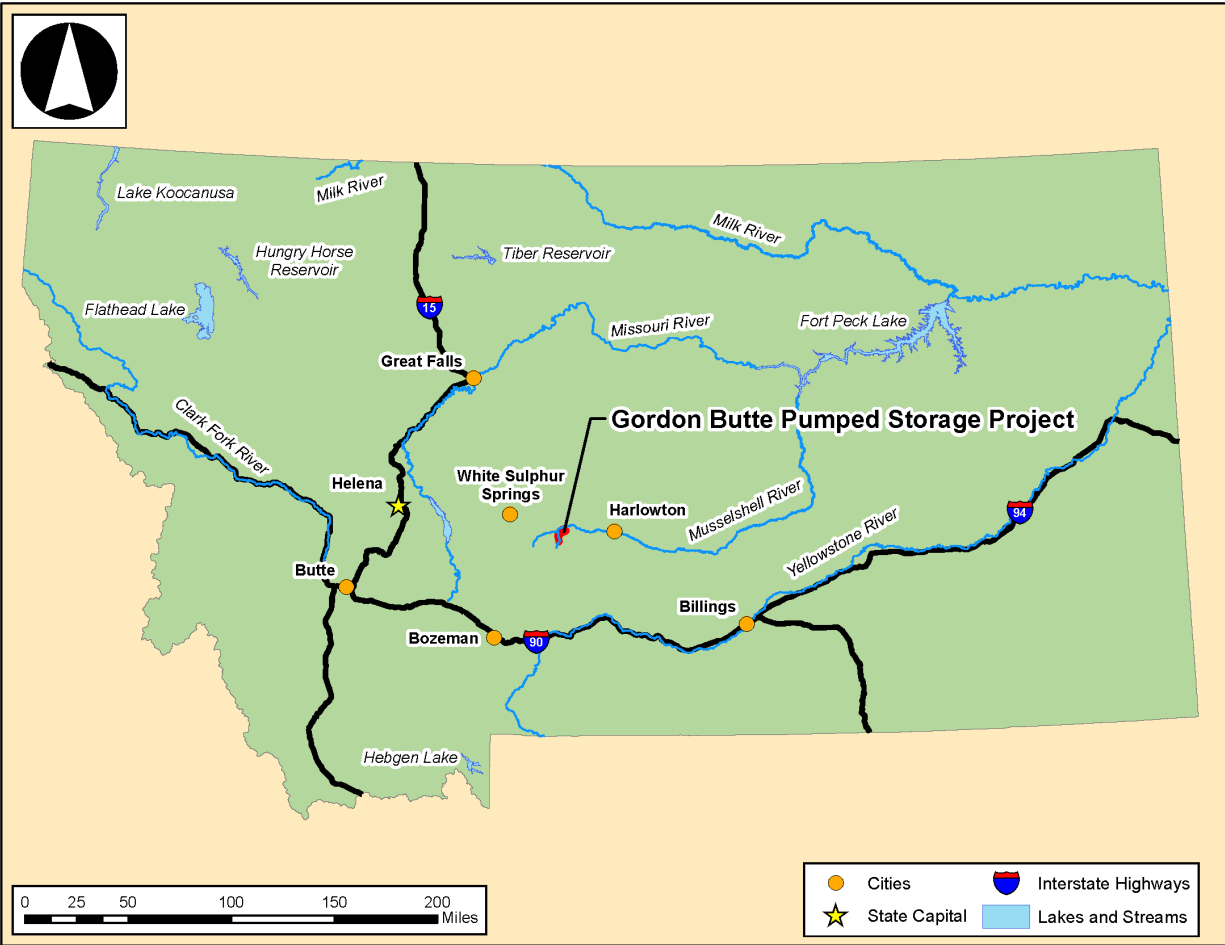 Lake Koocanusa
Milk River
Milk River
Hungry Horse
Reservoir
Tiber Reservoir
Flathead Lake
15
Missouri River
Fort Peck Lake
Great Falls
Clark Fork River
Gordon Butte Pumped Storage Project
White Sulphur
Springs
Helena
Harlowton
Musselshell River
94
Yellowstone River
Butte
Billings
Bozeman
90
Hebgen Lake
0 25 50 100 150 200
Miles
Cities
Interstate Highways
State Capital
Lakes and Streams